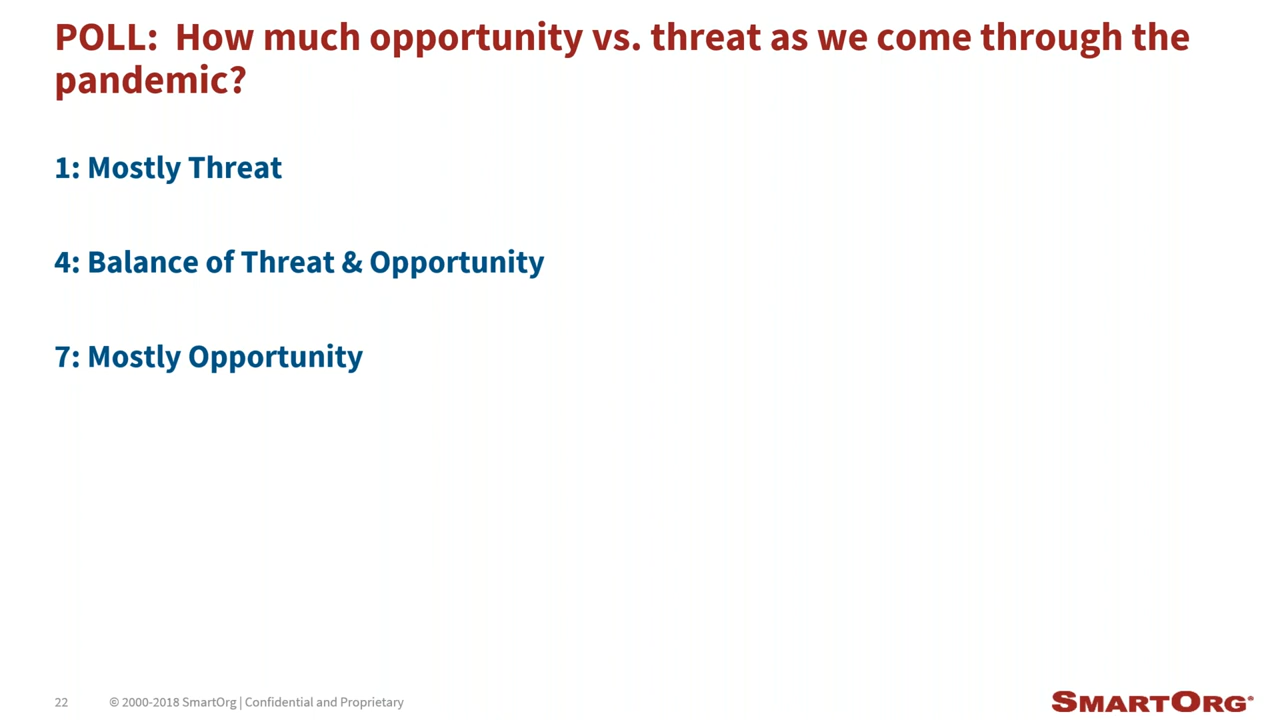 POLL:  How much opportunity vs. threat as we come through the
pandemic?
1: Mostly Threat
4: Balance of Threat & Opportunity
7: Mostly Opportunity
22
© 2000-2018 SmartOrg | Confidential and Proprietary
SMARTORG®